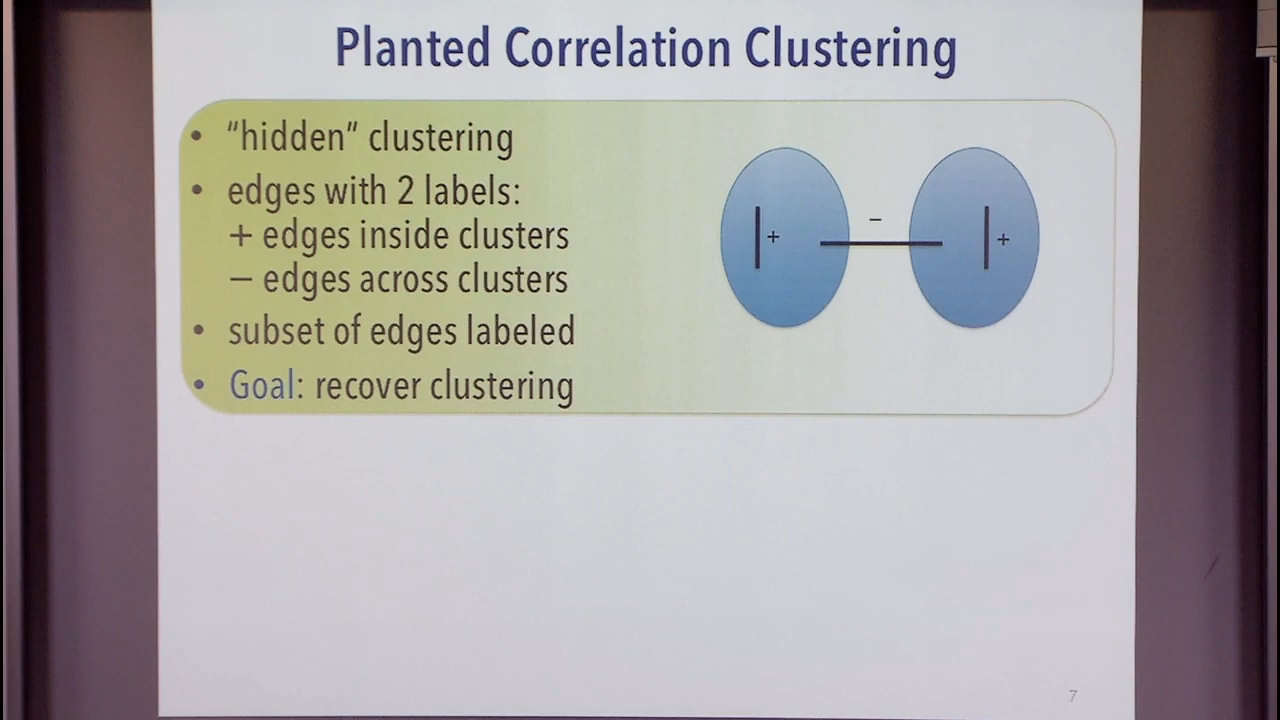 Planted Correlation Clustering
• “hidden” clustering
• edges with 2 labels:
+ edges inside clusters
– edges across clusters
• subset of edges labeled
• Goal: recover clustering
+
–
+
7